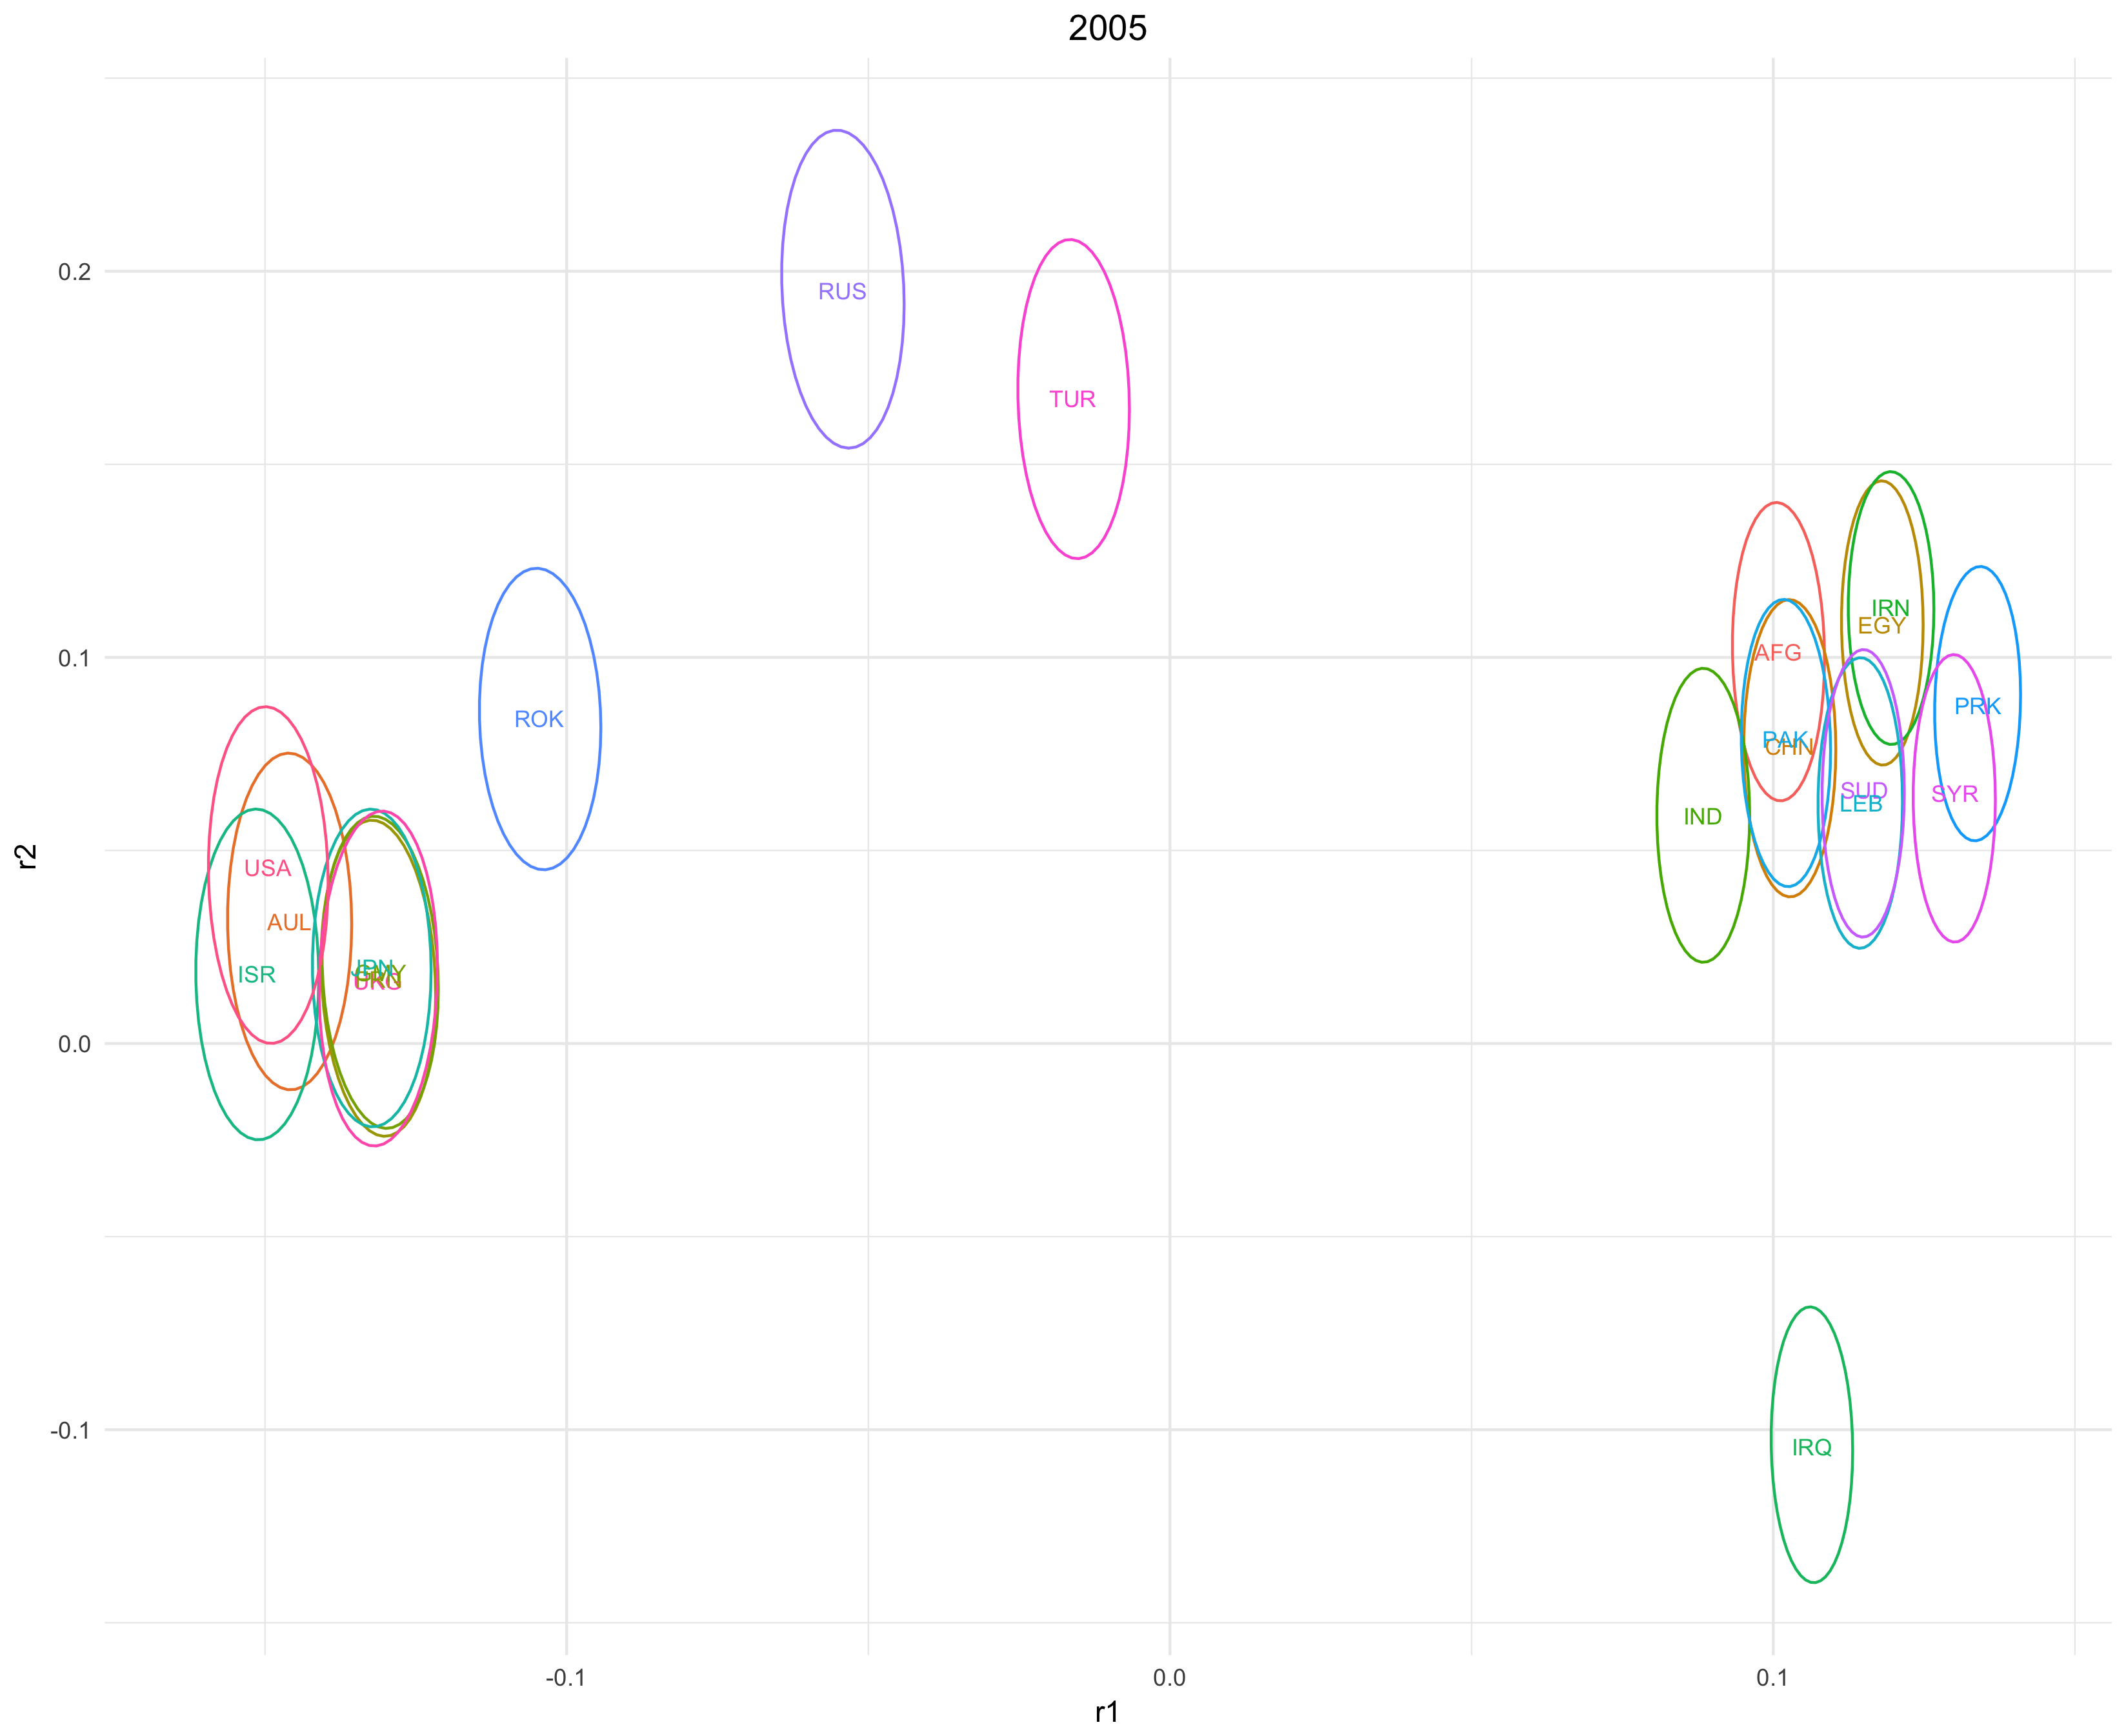 2005
r2
0.2
0.1
0.0
-0.1
RUS
TUR
ROK
IRN
EGY
AFG
PRK
PAK
CHN
SUD
SYR
LEB
IND
USA
AUL
ISR
JPN
IRQ
-0.1
0.0
0.1
r1